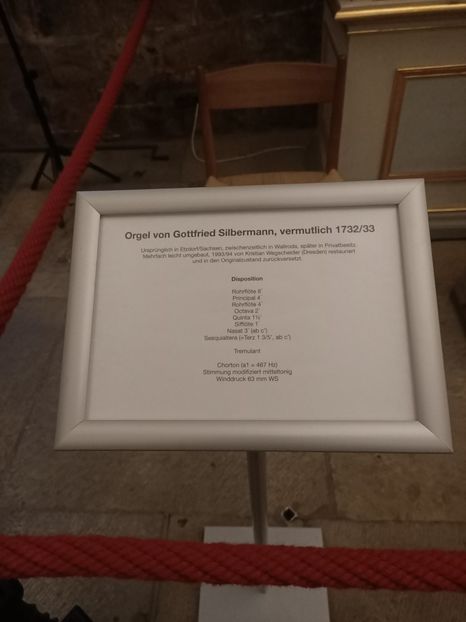 Orgel von Gottfried Silbermann, vermutlich 1732/33
Ursprünglich in Etzdorf/Sachsen, zwischenzeitlich in Wallroda, später in Privatbesitz.
Mehrfach leicht umgebaut, 1993/94 von Kristian Wegscheider (Dresden) restauriert
und in den Originalzustand zurückversetzt.
Disposition
Rohrflöte 8´
Principal 4´
Rohrflöte 4´
Octava 2´
Quinta 1½´
Sifflöte 1´
Nasat 3´ (ab c')
Sesquialtera (=Terz 1 3/5', ab c')
Tremulant
Chorton (a1 = 467 Hz)
Stimmung modifiziert mitteltönig
Winddruck 63 mm WS